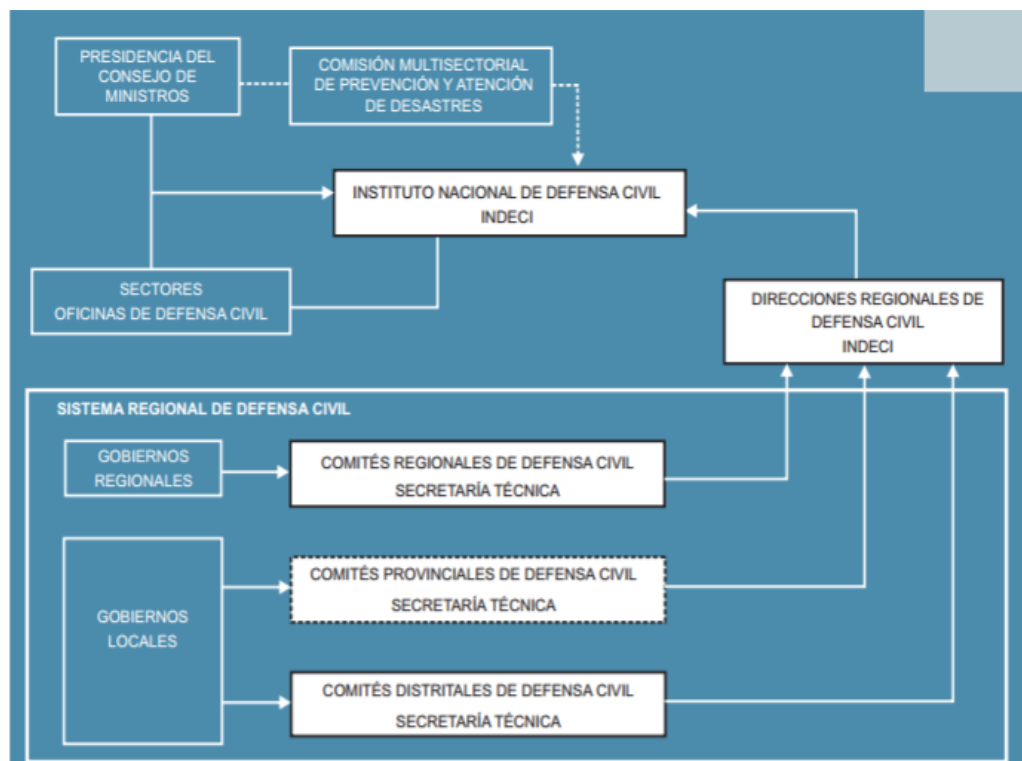 PRESIDENCIA DEL
CONSEJO DE
MINISTROS
COMISIÓN MULTISECTORIAL
DE PREVENCIÓN Y ATENCIÓN
DE DESASTRES
INSTITUTO NACIONAL DE DEFENSA CIVIL
INDECI
SECTORES
OFICINAS DE DEFENSA CIVIL
DIRECCIONES REGIONALES DE
DEFENSA CIVIL
INDECI
SISTEMA REGIONAL DE DEFENSA CIVIL
GOBIERNOS
REGIONALES
COMITÉS REGIONALES DE DEFENSA CIVIL
SECRETARÍA TÉCNICA
GOBIERNOS
LOCALES
COMITÉS PROVINCIALES DE DEFENSA CIVIL
SECRETARÍA TÉCNICA
COMITÉS DISTRITALES DE DEFENSA CIVIL
SECRETARÍA TÉCNICA